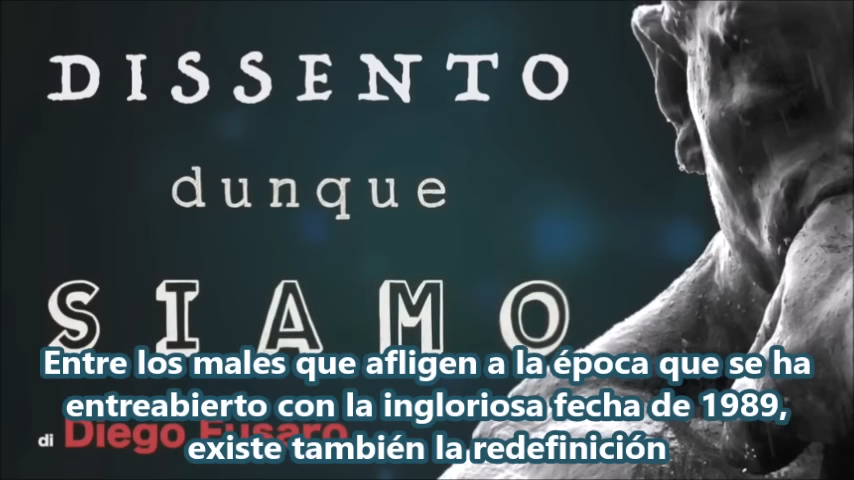 DISSENTO
dunque
SIAMO
Entre los males que afligen a la época que se ha
entreabierto con la ingloriosa fecha de 1989,
di Diego Fusaro
existe también la redefinición